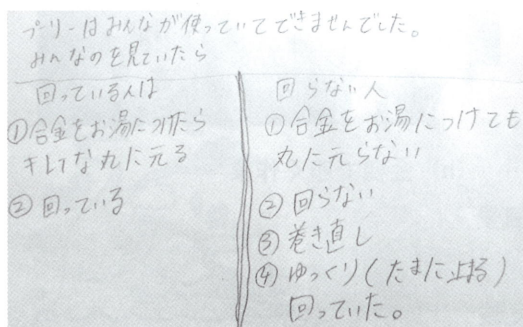 プーリーはみんなが使っていてできませんでした。
みんなのを見ていたら
回っている人は
①合金をお湯につけたら
キレイな丸に元る
②回っている
回らない人
①合金をお湯につけても
丸に元らない
②回らない
③巻き直し
④ゆっくり(たまに止まる)
回っていた。